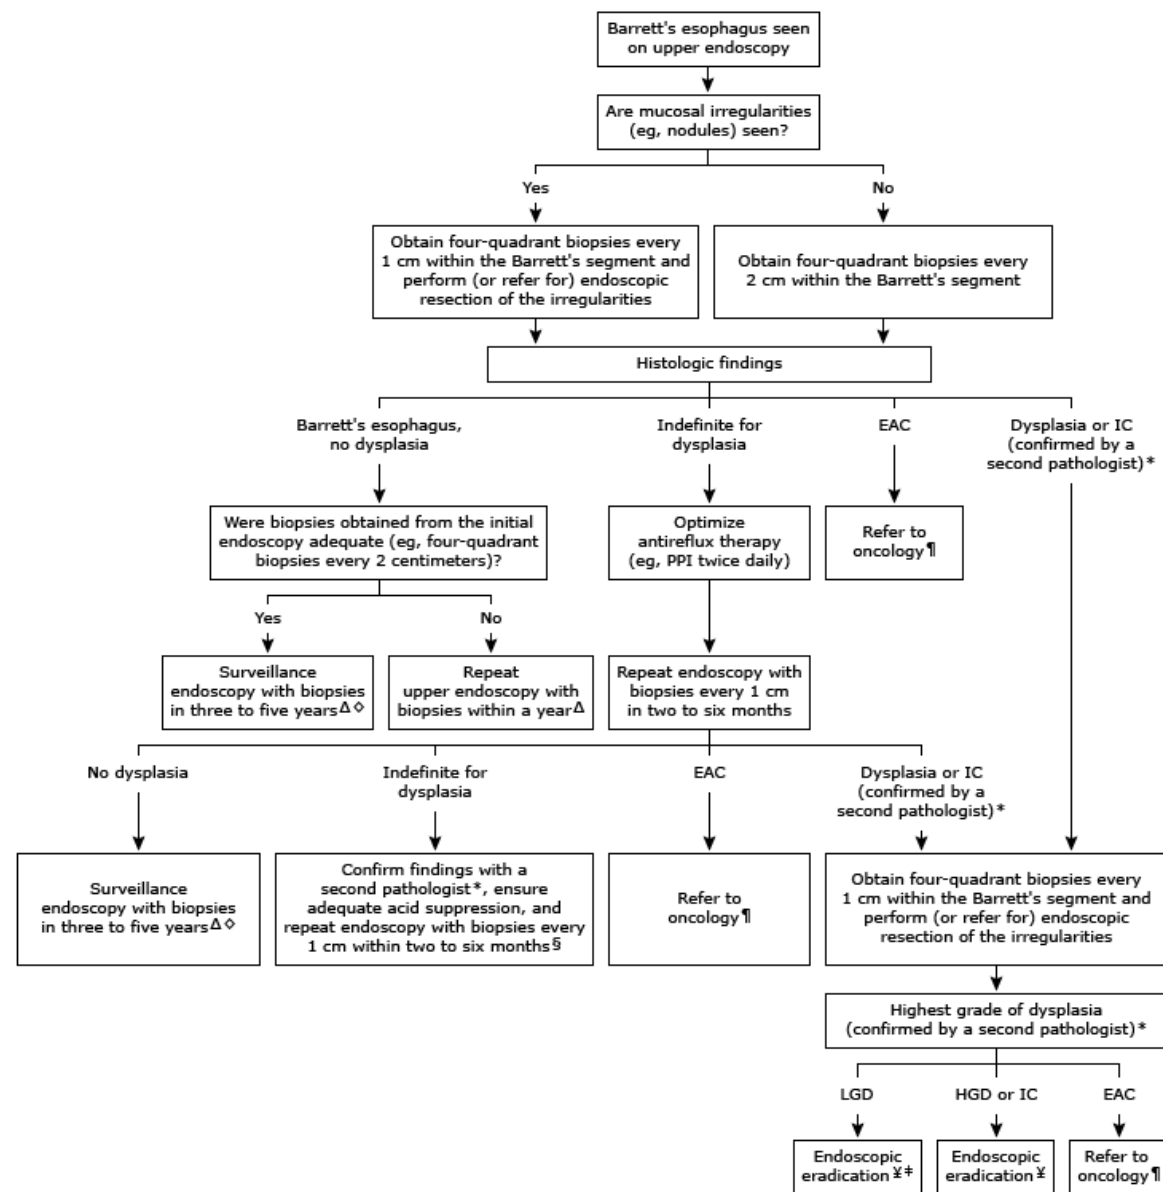 Barrett's esophagus seen
on upper endoscopy
Are mucosal irregularities
(eg, nodules) seen?
Yes
No
Obtain four-quadrant biopsies every
1 cm within the Barrett's segment and
perform (or refer for) endoscopic
resection of the irregularities
Obtain four-quadrant biopsies every
2 cm within the Barrett's segment
Histologic findings
Barrett's esophagus,
no dysplasia
Indefinite for
dysplasia
EAC
Dysplasia or IC
(confirmed by a
second pathologist)*
Were biopsies obtained from the initial
endoscopy adequate (eg, four-quadrant
biopsies every 2 centimeters)?
Optimize
antireflux therapy
(eg, PPI twice daily)
Refer to
oncology¶
Yes
No
Surveillance
endoscopy with biopsies
in three to five yearsΔ◇
Repeat
upper endoscopy with
biopsies within a yearΔ
Repeat endoscopy with
biopsies every 1 cm
in two to six months
No dysplasia
Indefinite for
dysplasia
EAC
Dysplasia or IC
(confirmed by a
second pathologist)*
Surveillance
endoscopy with biopsies
in three to five yearsΔ◇
Confirm findings with a
second pathologist*, ensure
adequate acid suppression, and
repeat endoscopy with biopsies every
1 cm within two to six months§
Refer to
oncology¶
Obtain four-quadrant biopsies every
1 cm within the Barrett's segment and
perform (or refer for) endoscopic
resection of the irregularities
Highest grade of dysplasia
(confirmed by a second pathologist)*
LGD
HGD or IC
EAC
Endoscopic
eradication¥‡
Endoscopic
eradication¥
Refer to
oncology¶